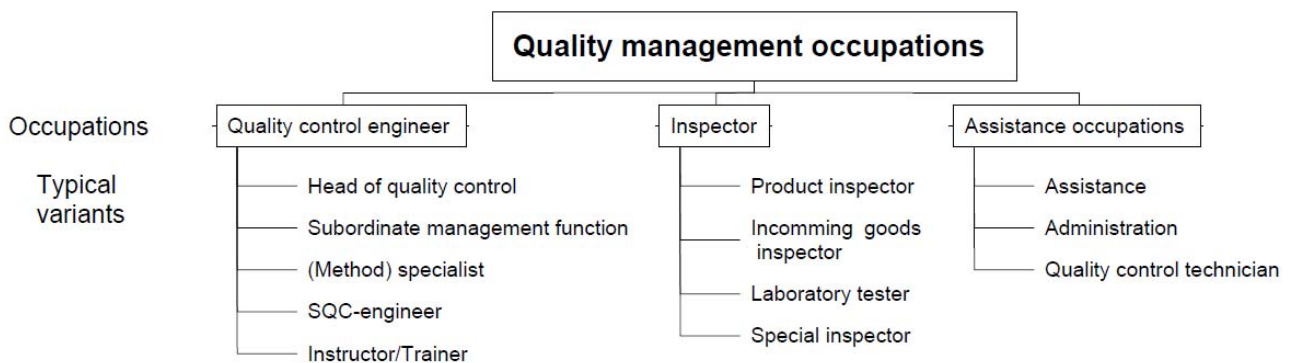 Quality management occupations
Occupations
Quality control engineer
Inspector
Assistance occupations
Typical
variants
Head of quality control
Subordinate management function
(Method) specialist
SQC-engineer
Instructor/Trainer
Product inspector
Incomming goods
inspector
Laboratory tester
Special inspector
Assistance
Administration
Quality control technician